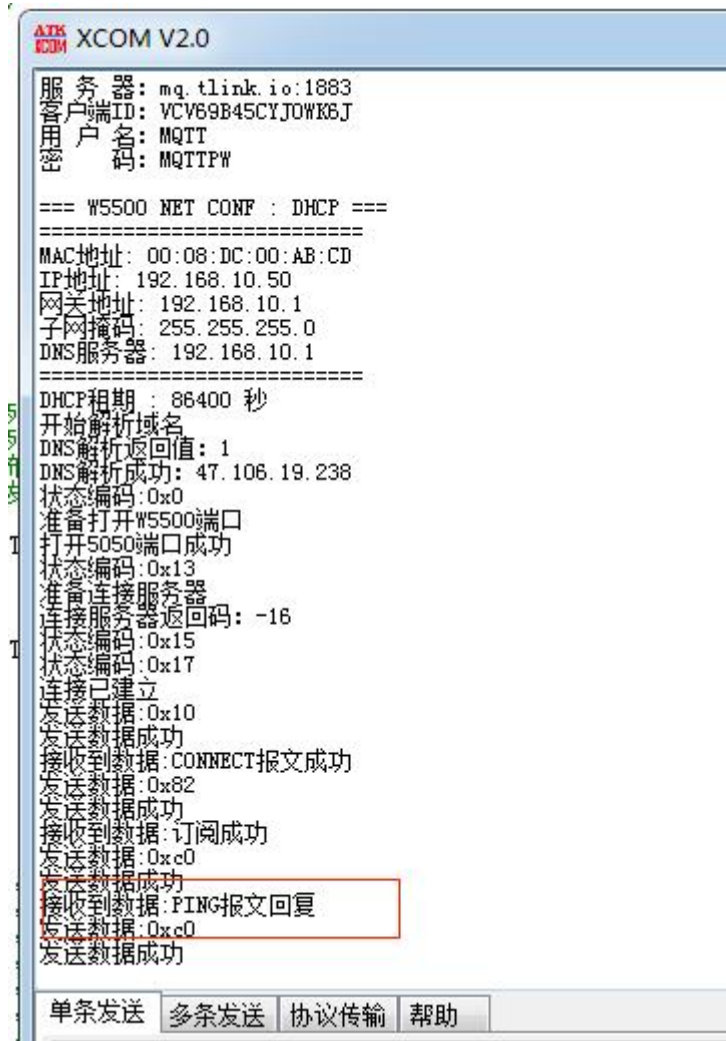 ATK XCOM XCOM V2.0
服 务 器: mq.tlink.io:1883
客户端ID: VCV69B45CYJOWK6J
用 户 名: MQTT
密 码: MQTTPW
=== W5500 NET CONF : DHCP ===
===========================
MAC地址: 00:08:DC:00:AB:CD
IP地址: 192.168.10.50
网关地址: 192.168.10.1
子网掩码: 255.255.255.0
DNS服务器: 192.168.10.1
===========================
DHCP租期 : 86400 秒
开始解析域名
DNS解析返回值: 1
DNS解析成功: 47.106.19.238
状态编码:0x0
准备打开W5500端口
打开5050端口成功
状态编码:0x13
准备连接服务器
连接服务器返回码: -16
状态编码:0x15
状态编码:0x17
连接已建立
发送数据:0x10
发送数据成功
接收到数据:CONNECT报文成功
发送数据:0x82
发送数据成功
接收到数据:订阅成功
发送数据:0xc0
发送数据成功
接收到数据:PING报文回复
发送数据:0xc0
发送数据成功
单条发送 多条发送 协议传输 帮助